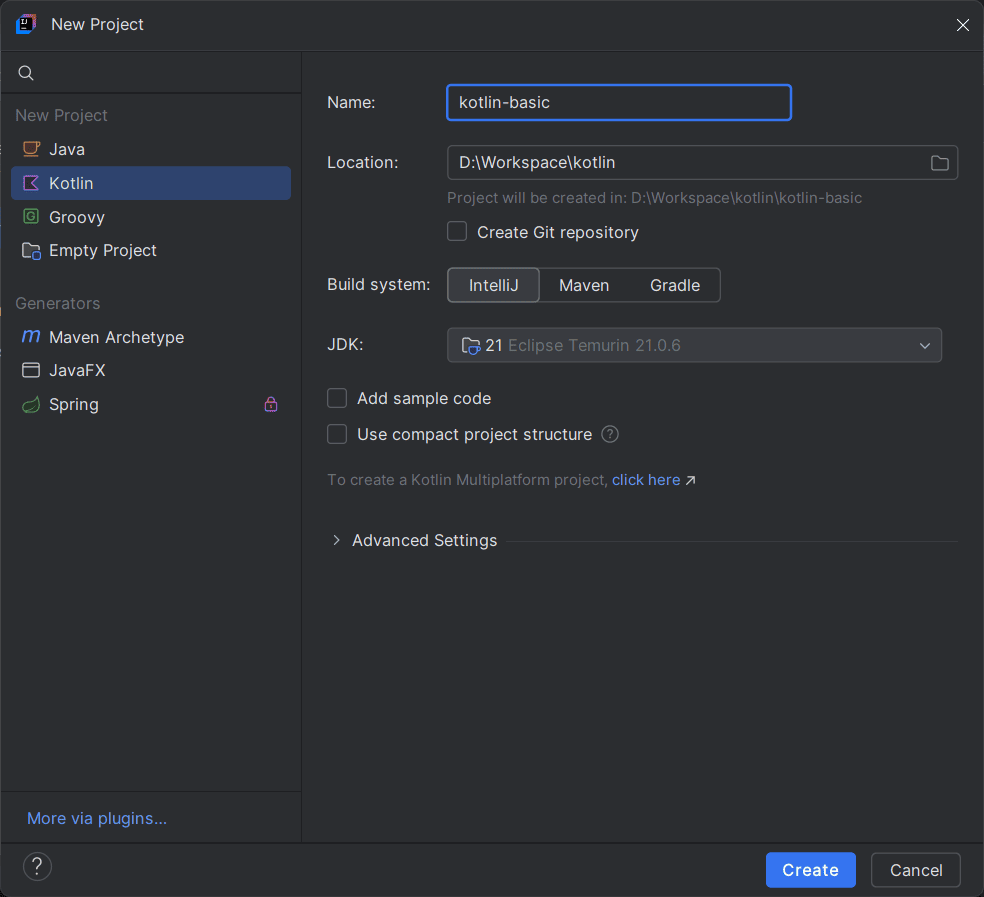 New Project
New Project
Java
Kotlin
Groovy
Empty Project
Generators
Maven Archetype
JavaFX
Spring
More via plugins...
Name: kotlin-basic
Location: D:\Workspace\kotlin
Project will be created in: D:\Workspace\kotlin\kotlin-basic
Create Git repository
Build system: IntelliJ Maven Gradle
JDK: 21 Eclipse Temurin 21.0.6
Add sample code
Use compact project structure ?
To create a Kotlin Multiplatform project, click here ↗
Advanced Settings
? Create Cancel